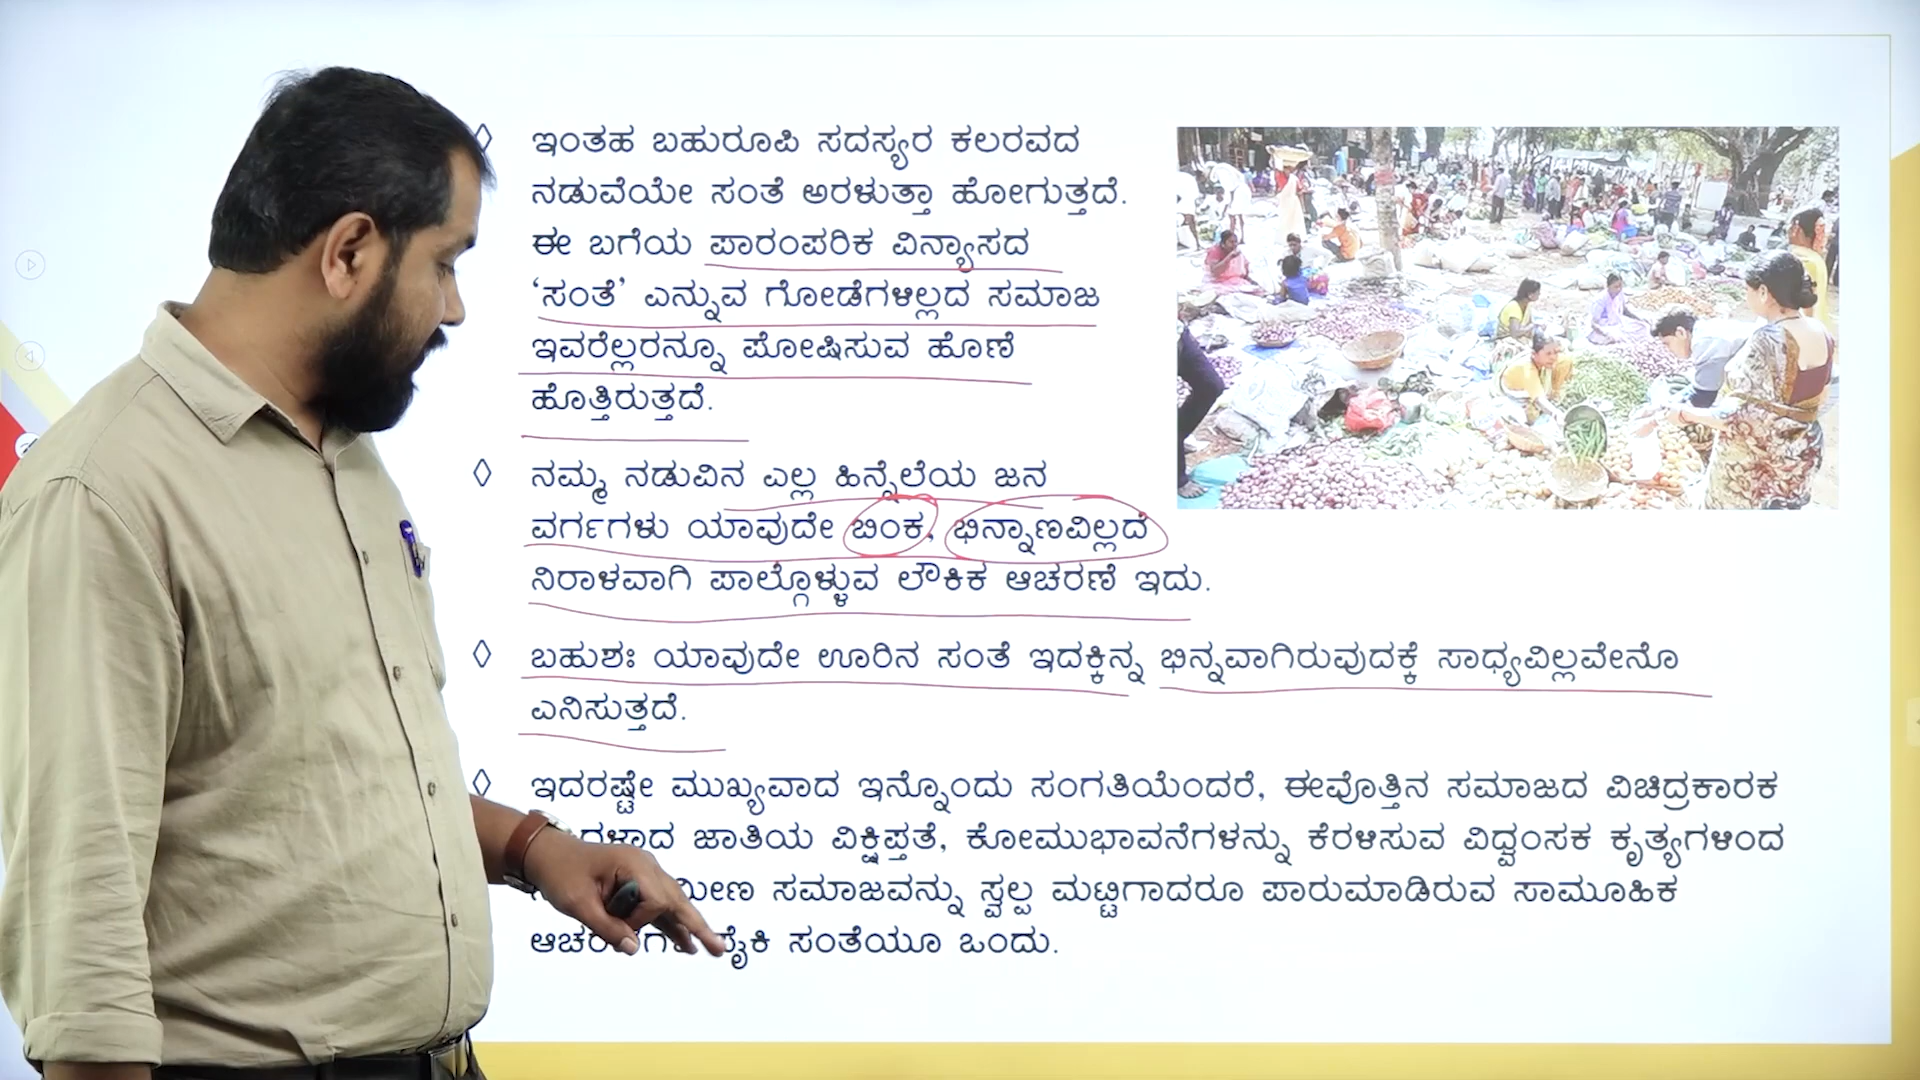 ಇಂತಹ ಬಹುರೂಪಿ ಸದಸ್ಯರ ಕಲರವದ
ನಡುವೆಯೇ ಸಂತೆ ಅರಳುತ್ತಾ ಹೋಗುತ್ತದೆ.
ಈ ಬಗೆಯ ಪಾರಂಪರಿಕ ವಿನ್ಯಾಸದ
‘ಸಂತೆ’ ಎನ್ನುವ ಗೋಡೆಗಳಿಲ್ಲದ ಸಮಾಜ
ಇವರೆಲ್ಲರನ್ನೂ ಪೋಷಿಸುವ ಹೊಣೆ
ಹೊತ್ತಿರುತ್ತದೆ.
ನಮ್ಮ ನಡುವಿನ ಎಲ್ಲ ಹಿನ್ನೆಲೆಯ ಜನ
ವರ್ಗಗಳು ಯಾವುದೇ ಬಿಂಕ, ಭಿನ್ನಾಣವಿಲ್ಲದೆ
ನಿರಾಳವಾಗಿ ಪಾಲ್ಗೊಳ್ಳುವ ಲೌಕಿಕ ಆಚರಣೆ ಇದು.
ಬಹುಶಃ ಯಾವುದೇ ಊರಿನ ಸಂತೆ ಇದಕ್ಕಿನ್ನ ಭಿನ್ನವಾಗಿರುವುದಕ್ಕೆ ಸಾಧ್ಯವಿಲ್ಲವೇನೊ
ಎನಿಸುತ್ತದೆ.
ಇದರಷ್ಟೇ ಮುಖ್ಯವಾದ ಇನ್ನೊಂದು ಸಂಗತಿಯೆಂದರೆ, ಈವೊತ್ತಿನ ಸಮಾಜದ ವಿಚಿದ್ರಕಾರಕ
ಜಾತಿಯ ವಿಕ್ಷಿಪ್ತತೆ, ಕೋಮುಭಾವನೆಗಳನ್ನು ಕೆರಳಿಸುವ ವಿಧ್ವಂಸಕ ಕೃತ್ಯಗಳಿಂದ
ಸಮಾಜವನ್ನು ಸ್ವಲ್ಪ ಮಟ್ಟಿಗಾದರೂ ಪಾರುಮಾಡಿರುವ ಸಾಮೂಹಿಕ
ಪೈಕಿ ಸಂತೆಯೂ ಒಂದು.